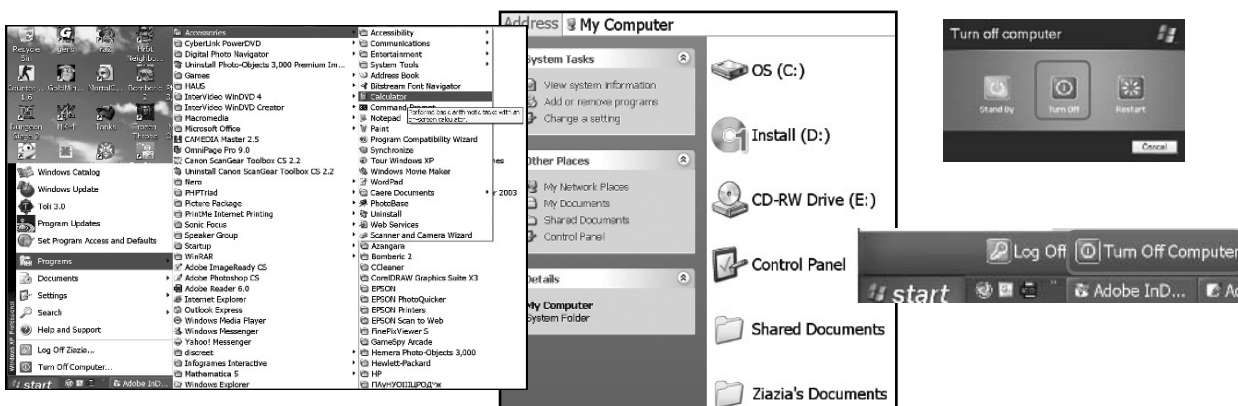 Recycle
Bin
Accessories
CyberLink PowerDVD
Digital Photo Navigator
Uninstall Photo-Objects 3,000 Premium Im...
Games
HAUS
InterVideo WinDVD 4
InterVideo WinDVD Creator
Macromedia
Microsoft Office
CAMEDIA Master 2.5
OmniPage Pro 9.0
Canon ScanGear Toolbox CS 2.2
Uninstall Canon ScanGear Toolbox CS 2.2
Nero
PHPTriad
Picture Package
PrintMe Internet Printing
Sonic Focus
Speaker Group
Startup
WinRAR
Adobe ImageReady CS
Adobe Photoshop CS
Adobe Reader 6.0
Internet Explorer
Outlook Express
Windows Media Player
Windows Messenger
Yahoo! Messenger
discreet
Infogrames Interactive
Mathematica 5
Windows Explorer
Accessibility
Communications
Entertainment
System Tools
Address Book
Bitstream Font Navigator
Calculator
Command Prompt
Notepad
Paint
Program Compatibility Wizard
Synchronize
Tour Windows XP
Windows Movie Maker
WordPad
Caere Documents
PhotoBase
Uninstall
Web Services
Scanner and Camera Wizard
Azangara
Bomberic 2
CCleaner
CorelDRAW Graphics Suite X3
EPSON
EPSON PhotoQuicker
EPSON Printers
EPSON Scan to Web
FinePixViewer S
GameSpy Arcade
Hemera Photo-Objects 3,000
Hewlett-Packard
HP
Windows Catalog
Windows Update
Toli 3.0
Program Updates
Set Program Access and Defaults
Programs
Documents
Settings
Search
Help and Support
Log Off Ziazia...
Turn Off Computer...
Windows XP Professional
start
Adobe InD...
Address My Computer
System Tasks
View system information
Add or remove programs
Change a setting
Other Places
My Network Places
My Documents
Shared Documents
Control Panel
Details
My Computer
System Folder
OS (C:)
Install (D:)
CD-RW Drive (E:)
Control Panel
Shared Documents
Ziazia's Documents
Turn off computer
Stand By Turn Off Restart
Cancel
Log Off Turn Off Computer
start Adobe InD...